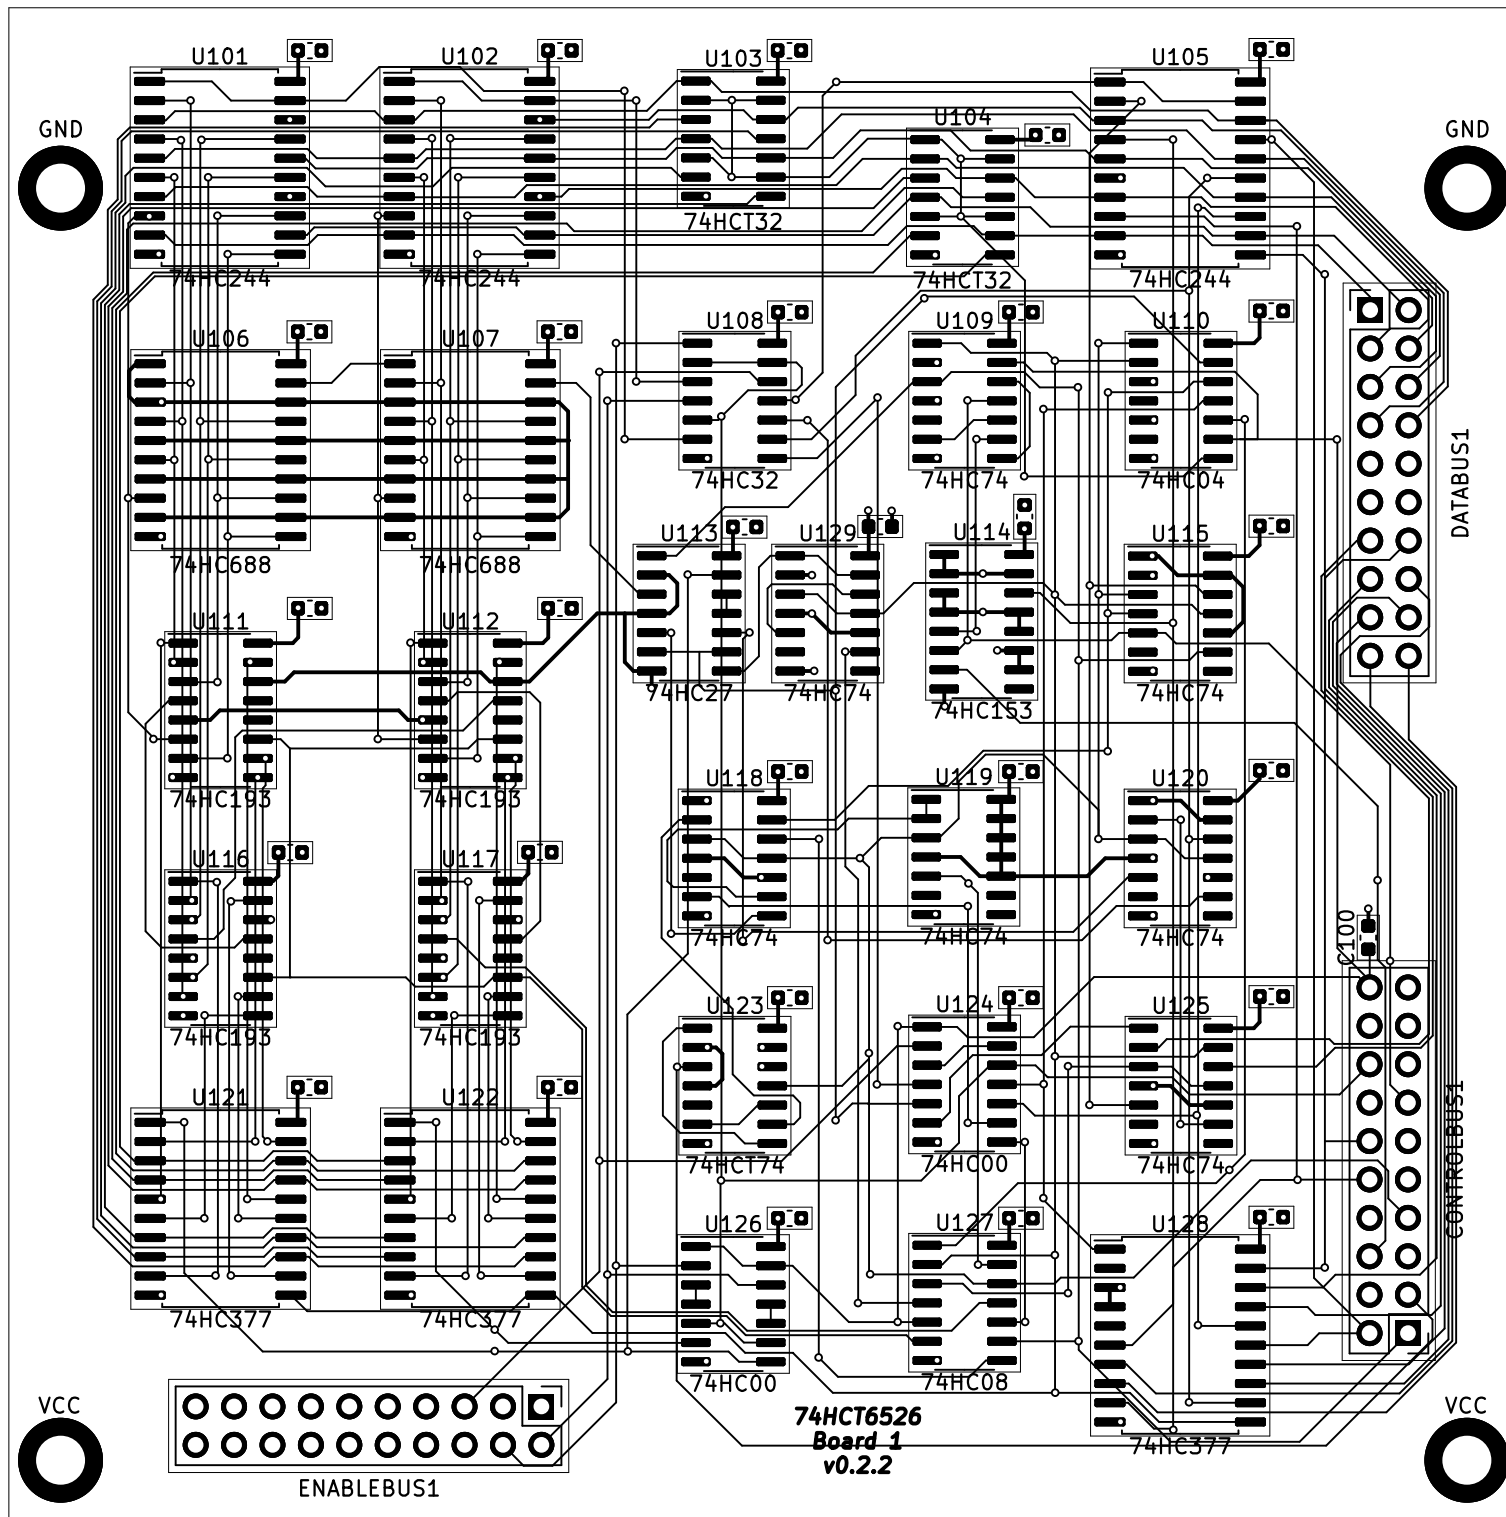 U101
U102
U103
U105
GND
U104
GND
74HCT32
74HC244
74HC244
74HCT32
74HC244
U106
U107
U108
U109
U110
74HC688
74HC688
74HC32
74HC74
74HC04
DATABUS1
U111
U112
U113
U129
U114
U115
74HC27
74HC74
74HC153
74HC74
74HC193
74HC193
U118
U119
U120
U116
U117
74HC74
74HC74
74HC74
C100
74HC193
74HC193
U123
U124
U125
U121
U122
74HCT74
74HC00
74HC74
CONTROLBUS1
74HC377
74HC377
U126
U127
U128
74HC00
74HC08
74HC377
VCC
74HCT6526
Board 1
v0.2.2
VCC
ENABLEBUS1